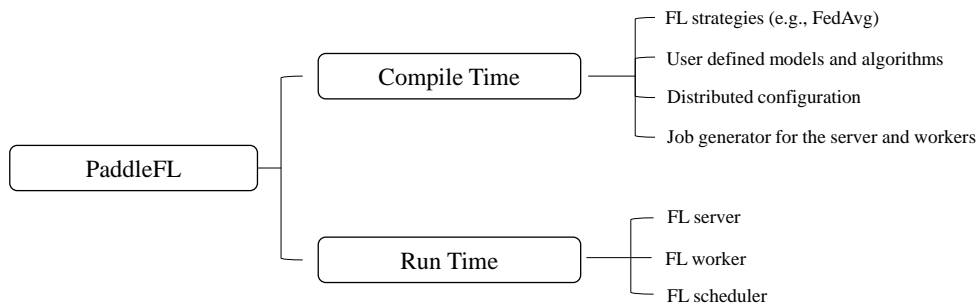 FL strategies (e.g., FedAvg)
Compile Time
User defined models and algorithms
Distributed configuration
Job generator for the server and workers
PaddleFL
FL server
Run Time
FL worker
FL scheduler